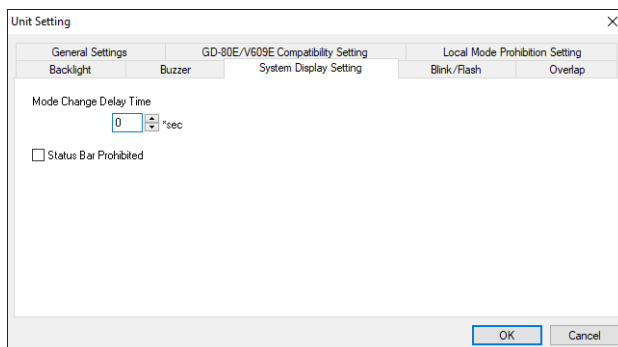 Unit Setting
General Settings
GD-80E/V609E Compatibility Setting
Local Mode Prohibition Setting
Backlight
Buzzer
System Display Setting
Blink/Flash
Overlap
Mode Change Delay Time
0 *sec
Status Bar Prohibited
OK
Cancel